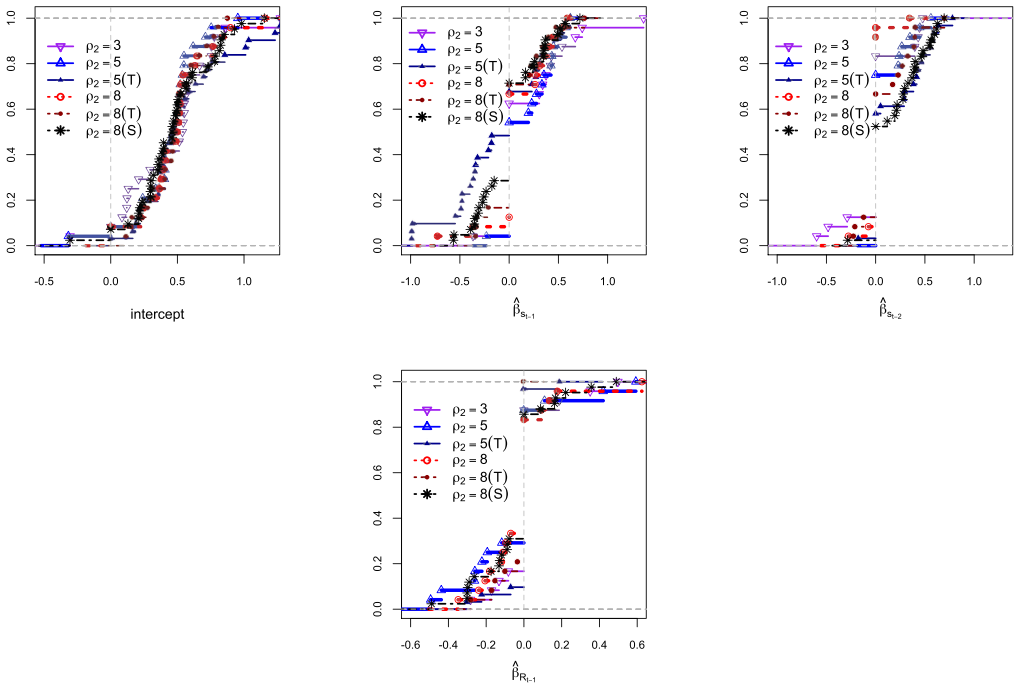 1.0
0.8
0.6
0.4
0.2
0.0
ρ₂ = 3
ρ₂ = 5
ρ₂ = 5(T)
ρ₂ = 8
ρ₂ = 8(T)
ρ₂ = 8(S)
-0.5 0.0 0.5 1.0
intercept
1.0
0.8
0.6
0.4
0.2
0.0
ρ₂ = 3
ρ₂ = 5
ρ₂ = 5(T)
ρ₂ = 8
ρ₂ = 8(T)
ρ₂ = 8(S)
-1.0 -0.5 0.0 0.5 1.0
β̂ₛₜ₋₁
1.0
0.8
0.6
0.4
0.2
0.0
ρ₂ = 3
ρ₂ = 5
ρ₂ = 5(T)
ρ₂ = 8
ρ₂ = 8(T)
ρ₂ = 8(S)
-1.0 -0.5 0.0 0.5 1.0
β̂ₛₜ₋₂
1.0
0.8
0.6
0.4
0.2
0.0
ρ₂ = 3
ρ₂ = 5
ρ₂ = 5(T)
ρ₂ = 8
ρ₂ = 8(T)
ρ₂ = 8(S)
-0.6 -0.4 -0.2 0.0 0.2 0.4 0.6
β̂Rₜ₋₁